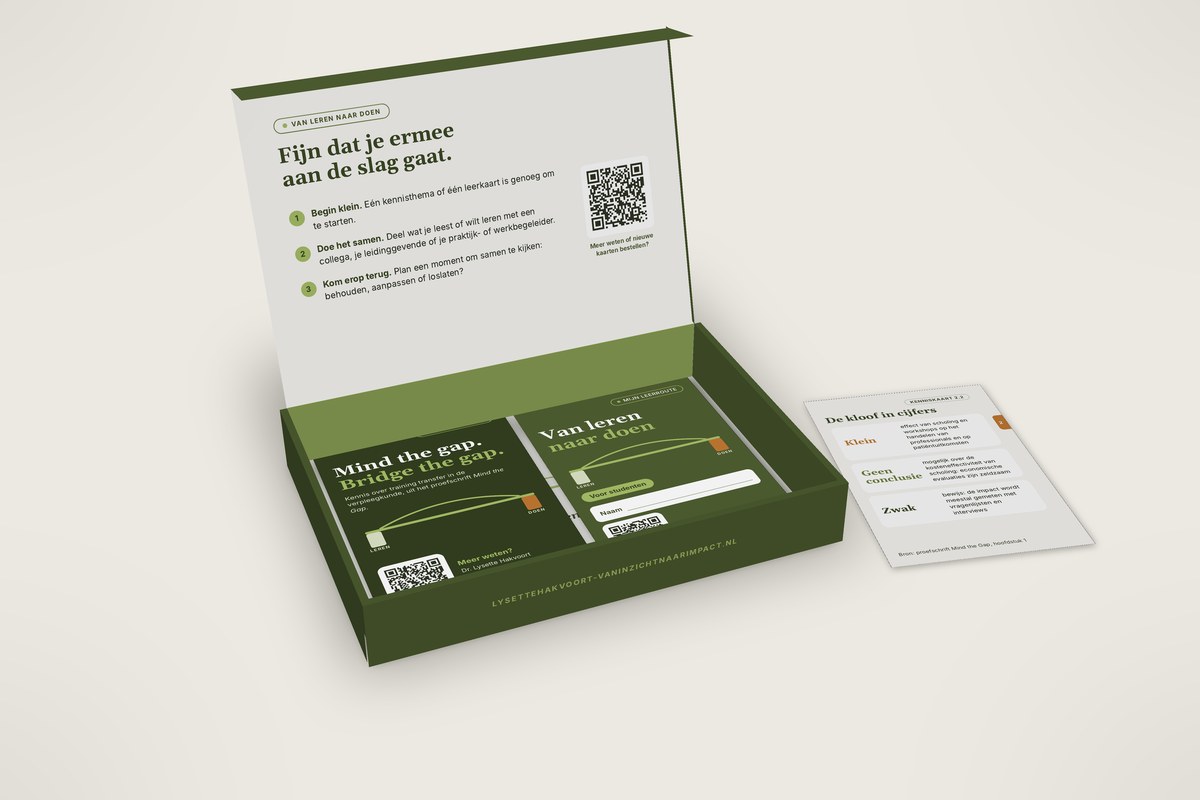 VAN LEREN NAAR DOEN
Fijn dat je ermee
aan de slag gaat.
1 Begin klein. Eén kennisthema of één leerkaart is genoeg om
te starten.
2 Doe het samen. Deel wat je leest of wilt leren met een
collega, je leidinggevende of je praktijk- of werkbegeleider.
3 Kom erop terug. Plan een moment om samen te kijken:
behouden, aanpassen of loslaten?
Meer weten of nieuwe
kaarten bestellen?
Mind the gap.
Bridge the gap.
Kennis over training transfer in de
verpleegkunde, uit het proefschrift Mind the
Gap.
LEREN
DOEN
Meer weten?
Dr. Lysette Hakvoort
MIJN LEERROUTE
Van leren
naar doen
LEREN
DOEN
Voor studenten
Naam
LYSETTEHAKVOORT-VANINZICHTNAARIMPACT.NL
KENNISKAART 2.2
De kloof in cijfers
Klein
effect van scholing en
workshops op het
handelen van
professionals en op
patiëntuitkomsten
Geen
conclusie
mogelijk over de
kosteneffectiviteit van
scholing: economische
evaluaties zijn zeldzaam
Zwak
bewijs: de impact wordt
meestal gemeten met
vragenlijsten en
interviews
Bron: proefschrift Mind the Gap, hoofdstuk 1